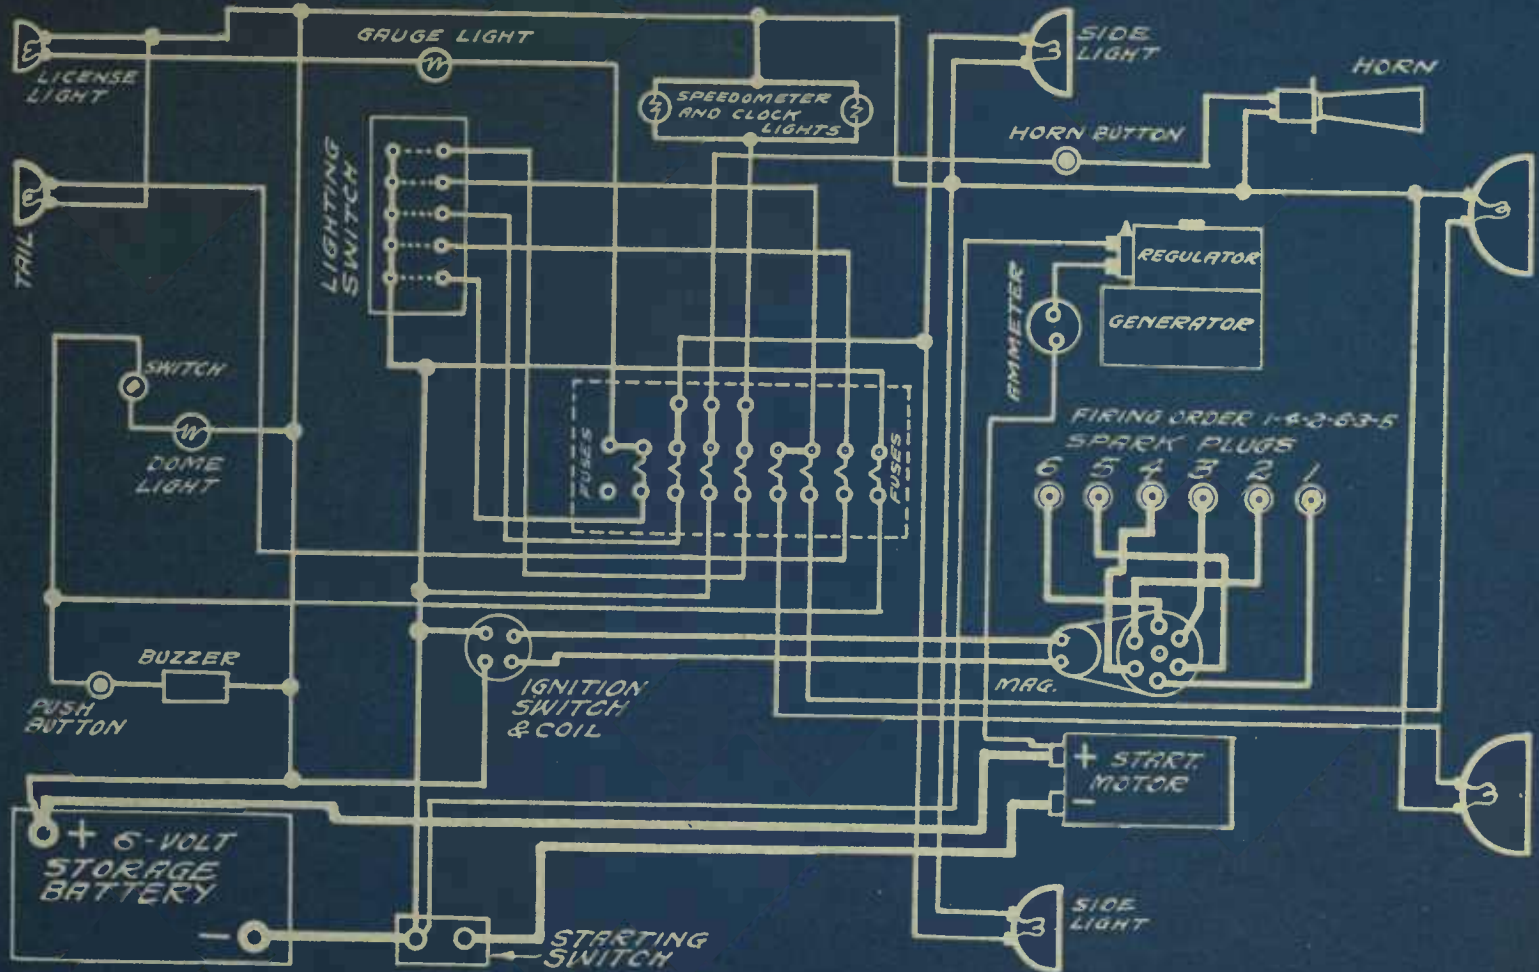 GAUGE LIGHT
LICENSE
LIGHT
SIDE
LIGHT
HORN
SPEEDOMETER
AND CLOCK
LIGHTS
HORN BUTTON
LIGHTING
SWITCH
TAIL
REGULATOR
GENERATOR
AMMETER
SWITCH
DOME
LIGHT
FUSES
FUSES
FIRING ORDER 1-4-2-6-3-5
SPARK PLUGS
6 5 4 3 2 1
BUZZER
PUSH
BUTTON
IGNITION
SWITCH
& COIL
MAG.
+ START.
MOTOR
-
+ 6-VOLT
STORAGE
BATTERY
-
STARTING
SWITCH
SIDE
LIGHT